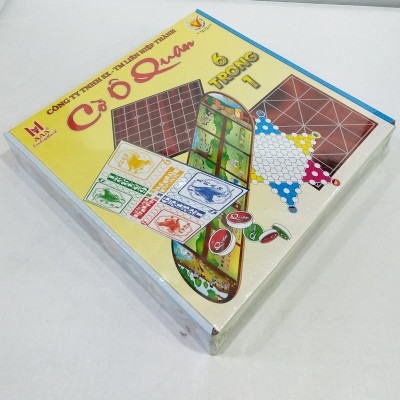 CÔNG TY TNHH SX - TM LIÊN HIỆP THÀNH
Cờ Ô Quan
6
TRONG
1